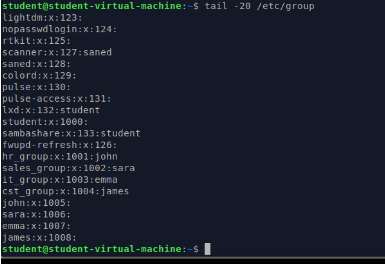 student@student-virtual-machine:~$ tail -20 /etc/group
lightdm:x:123:
nopasswdlogin:x:124:
rtkit:x:125:
scanner:x:127:saned
saned:x:128:
colord:x:129:
pulse:x:130:
pulse-access:x:131:
lxd:x:132:student
student:x:1000:
sambashare:x:133:student
fwupd-refresh:x:126:
hr_group:x:1001:john
sales_group:x:1002:sara
it_group:x:1003:emma
cst_group:x:1004:james
john:x:1005:
sara:x:1006:
emma:x:1007:
james:x:1008:
student@student-virtual-machine:~$